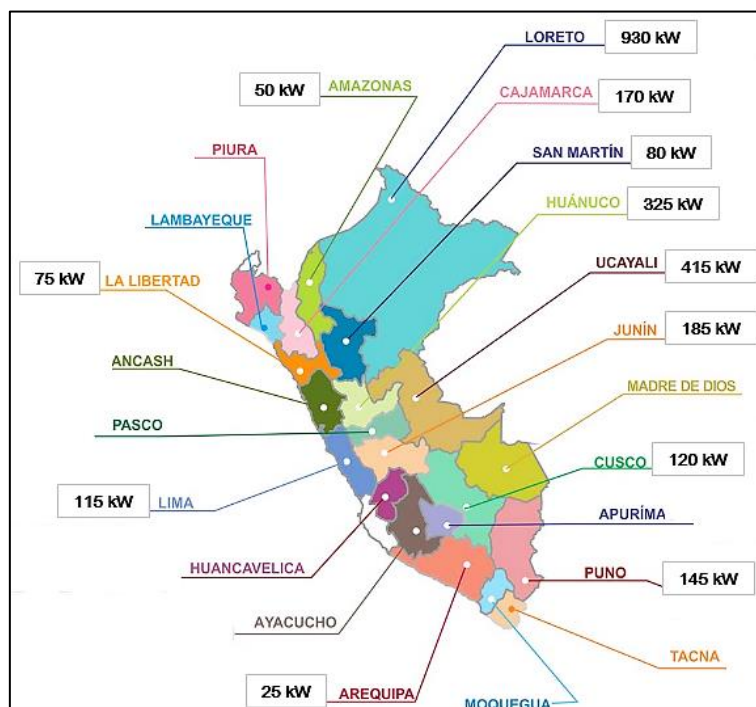 LORETO 930 kW
50 kW AMAZONAS
CAJAMARCA 170 kW
PIURA
SAN MARTÍN 80 kW
LAMBAYEQUE
HUÁNUCO 325 kW
75 kW LA LIBERTAD
UCAYALI 415 kW
JUNÍN 185 kW
ANCASH
MADRE DE DIOS
PASCO
CUSCO 120 kW
115 kW LIMA
APURÍMA
HUANCAVELICA
PUNO 145 kW
AYACUCHO
TACNA
25 kW AREQUIPA
MOQUEGUA